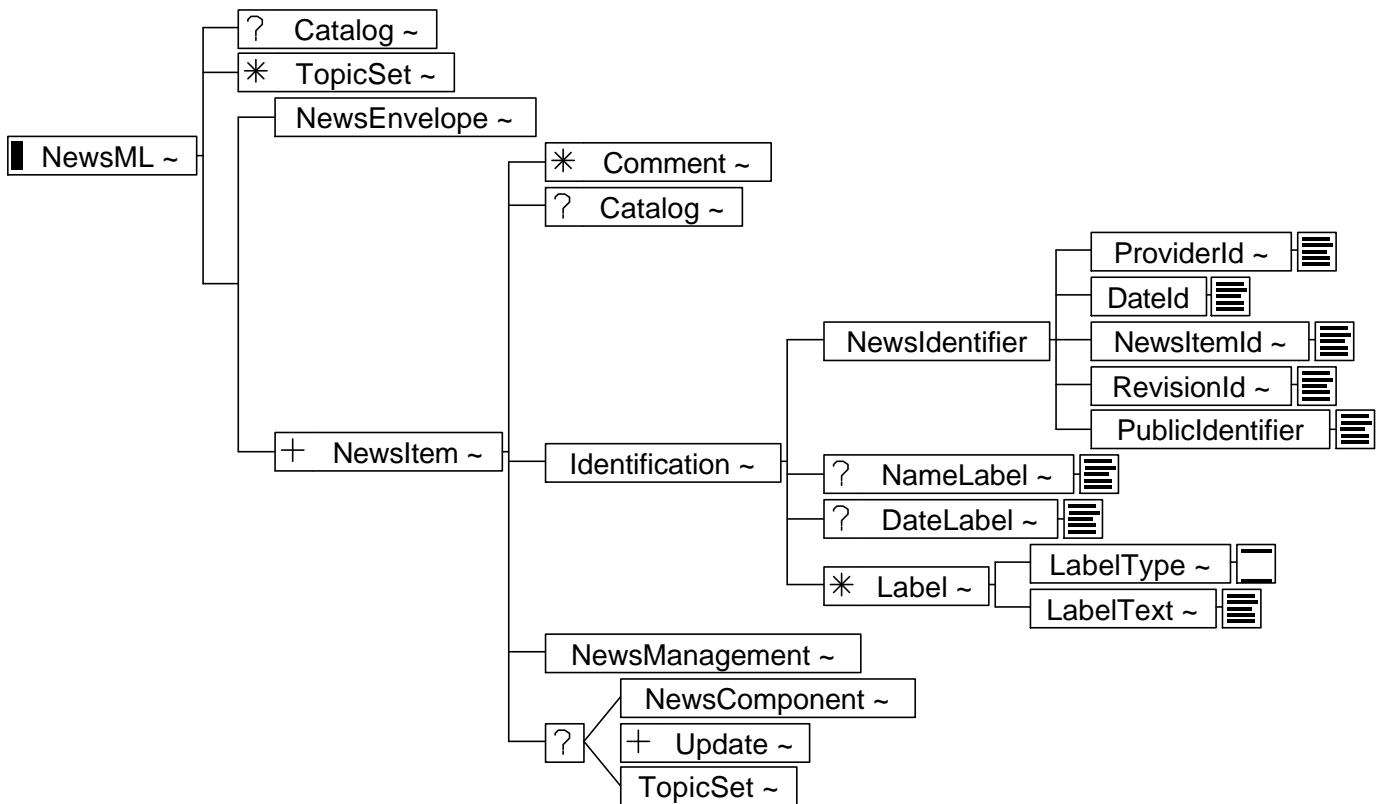 ? Catalog ~
* TopicSet ~
NewsEnvelope ~
NewsML ~
* Comment ~
? Catalog ~
ProviderId ~
DateId
NewsIdentifier
NewsItemId ~
RevisionId ~
PublicIdentifier
+ NewsItem ~
Identification ~
? NameLabel ~
? DateLabel ~
* Label ~
LabelType ~
LabelText ~
NewsManagement ~
NewsComponent ~
?
+ Update ~
TopicSet ~